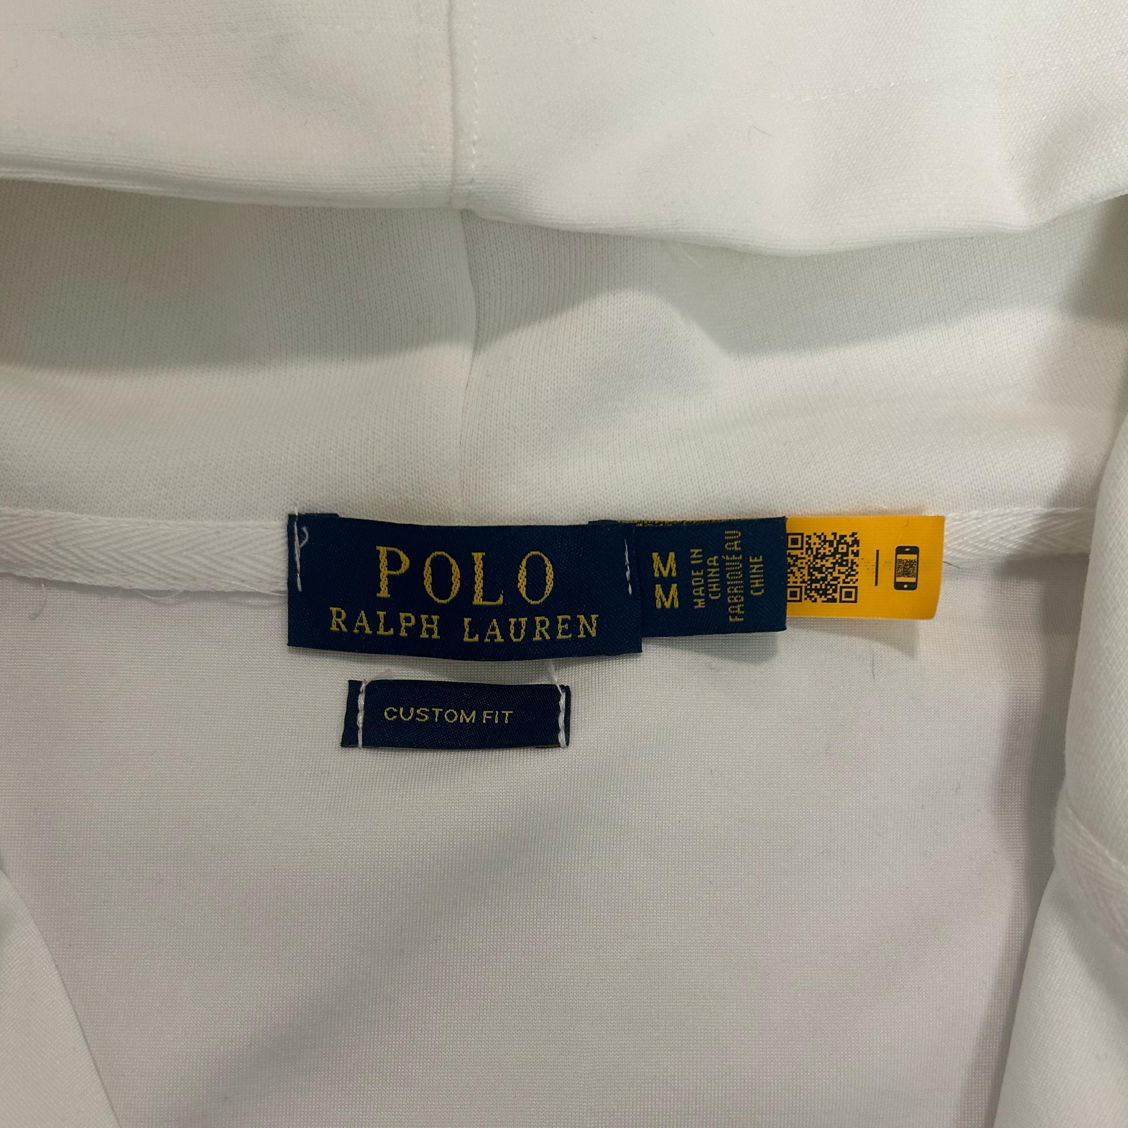 POLO
RALPH LAUREN
M
M
MADE IN
CHINA
FABRIQUÉ AU
CHINE
CUSTOM FIT